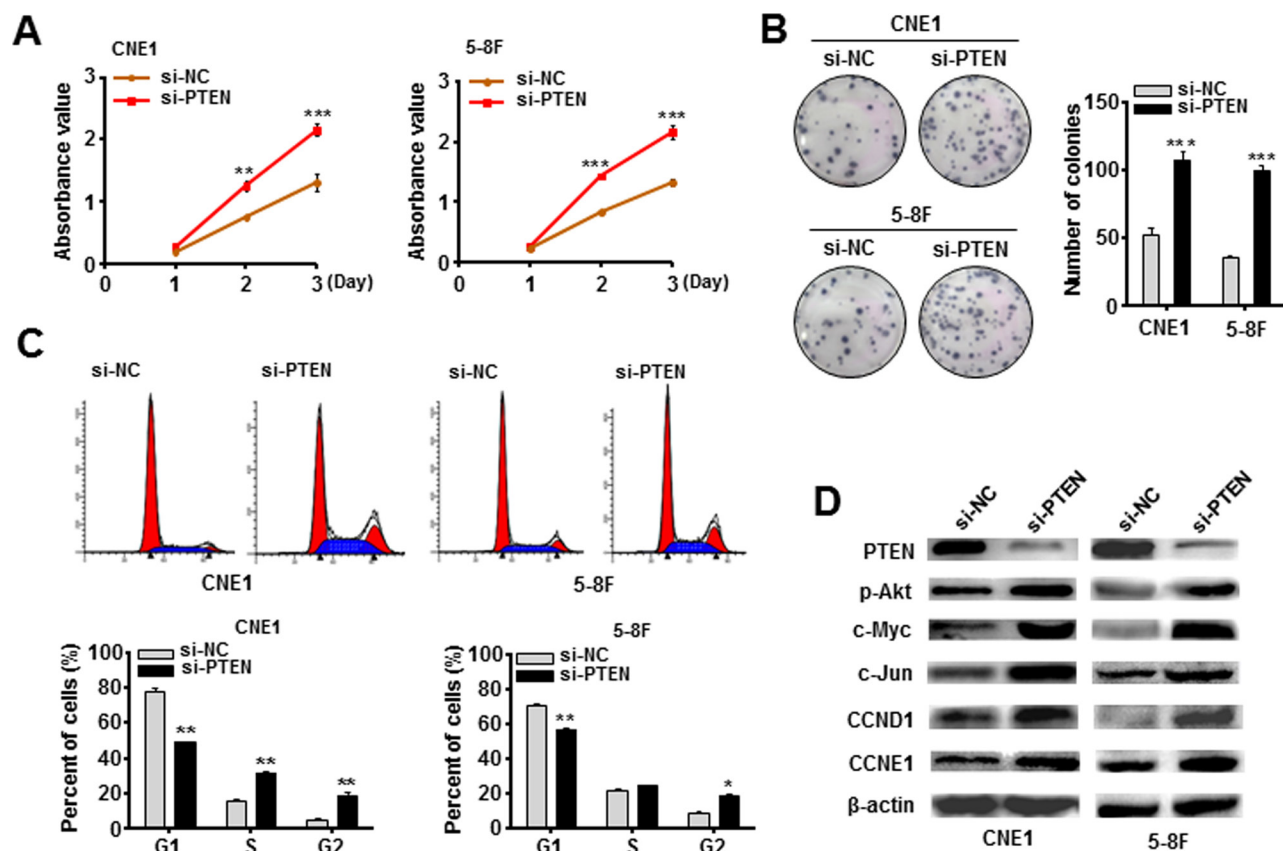 A
CNE1
si-NC
si-PTEN
Absorbance value
3
2
1
0
0 1 2 3 (Day)
**
***
5-8F
si-NC
si-PTEN
Absorbance value
3
2
1
0
0 1 2 3 (Day)
***
***
B
CNE1
si-NC si-PTEN
5-8F
si-NC si-PTEN
si-NC
si-PTEN
Number of colonies
150
100
50
0
*** ***
CNE1 5-8F
C
si-NC si-PTEN si-NC si-PTEN
CNE1 5-8F
CNE1
si-NC
si-PTEN
Percent of cells (%)
100
80
60
40
20
0
** ** **
G1 S G2
5-8F
si-NC
si-PTEN
Percent of cells (%)
100
80
60
40
20
0
** *
G1 S G2
D
si-NC si-PTEN si-NC si-PTEN
PTEN
p-Akt
c-Myc
c-Jun
CCND1
CCNE1
β-actin
CNE1 5-8F